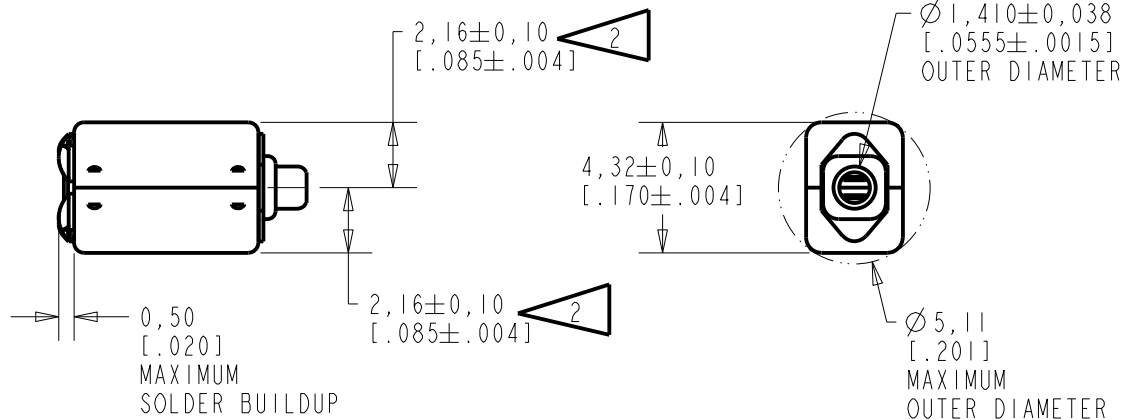 2,16±0,10
[.085±.004]
2
Ø1,410±0,038
[.0555±.0015]
OUTER DIAMETER
4,32±0,10
[.170±.004]
0,50
[.020]
MAXIMUM
SOLDER BUILDUP
2,16±0,10
[.085±.004]
2
Ø5,11
[.201]
MAXIMUM
OUTER DIAMETER